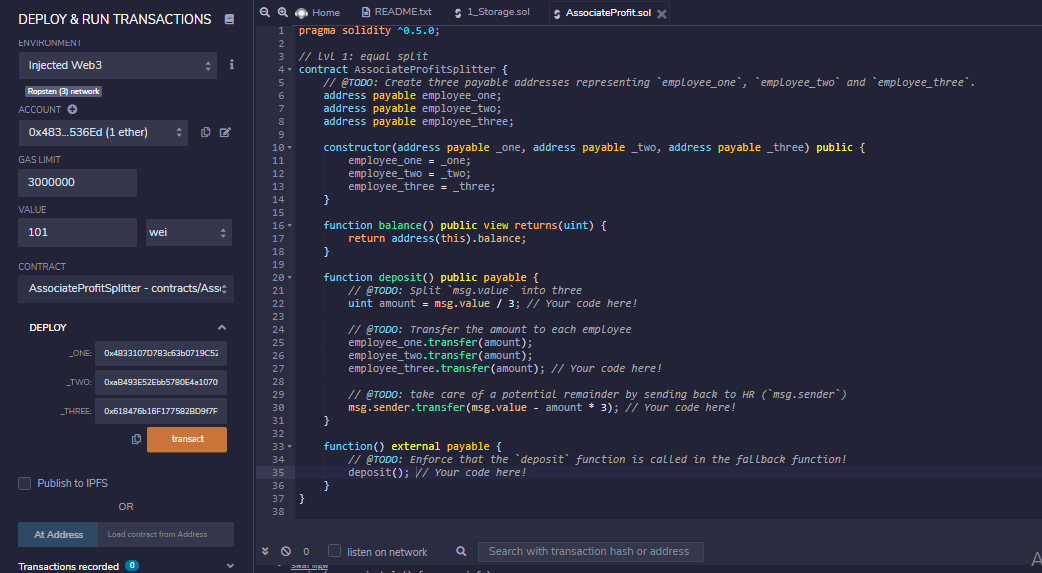 DEPLOY & RUN TRANSACTIONS
ENVIRONMENT
Injected Web3
Ropsten (3) network
ACCOUNT
0x483...536Ed (1 ether)
GAS LIMIT
3000000
VALUE
101
wei
CONTRACT
AssociateProfitSplitter - contracts/Ass
DEPLOY
_ONE:
0x4833107D783c63b0719C52
_TWO:
0xaB493E52Ebb5780E4a1070
_THREE:
0x618476b16F177582BD9f7F
transact
Publish to IPFS
OR
At Address
Load contract from Address
Transactions recorded 0
Home
README.txt
1_Storage.sol
AssociateProfit.sol
1 pragma solidity ^0.5.0;
2
3 // lvl 1: equal split
4 contract AssociateProfitSplitter {
5 // @TODO: Create three payable addresses representing `employee_one`, `employee_two` and `employee_three`.
6 address payable employee_one;
7 address payable employee_two;
8 address payable employee_three;
9
10 constructor(address payable _one, address payable _two, address payable _three) public {
11 employee_one = _one;
12 employee_two = _two;
13 employee_three = _three;
14 }
15
16 function balance() public view returns(uint) {
17 return address(this).balance;
18 }
19
20 function deposit() public payable {
21 // @TODO: Split `msg.value` into three
22 uint amount = msg.value / 3; // Your code here!
23
24 // @TODO: Transfer the amount to each employee
25 employee_one.transfer(amount);
26 employee_two.transfer(amount);
27 employee_three.transfer(amount); // Your code here!
28
29 // @TODO: take care of a potential remainder by sending back to HR (`msg.sender`)
30 msg.sender.transfer(msg.value - amount * 3); // Your code here!
31 }
32
33 function() external payable {
34 // @TODO: Enforce that the `deposit` function is called in the fallback function!
35 deposit(); // Your code here!
36 }
37 }
38
0
listen on network
Search with transaction hash or address